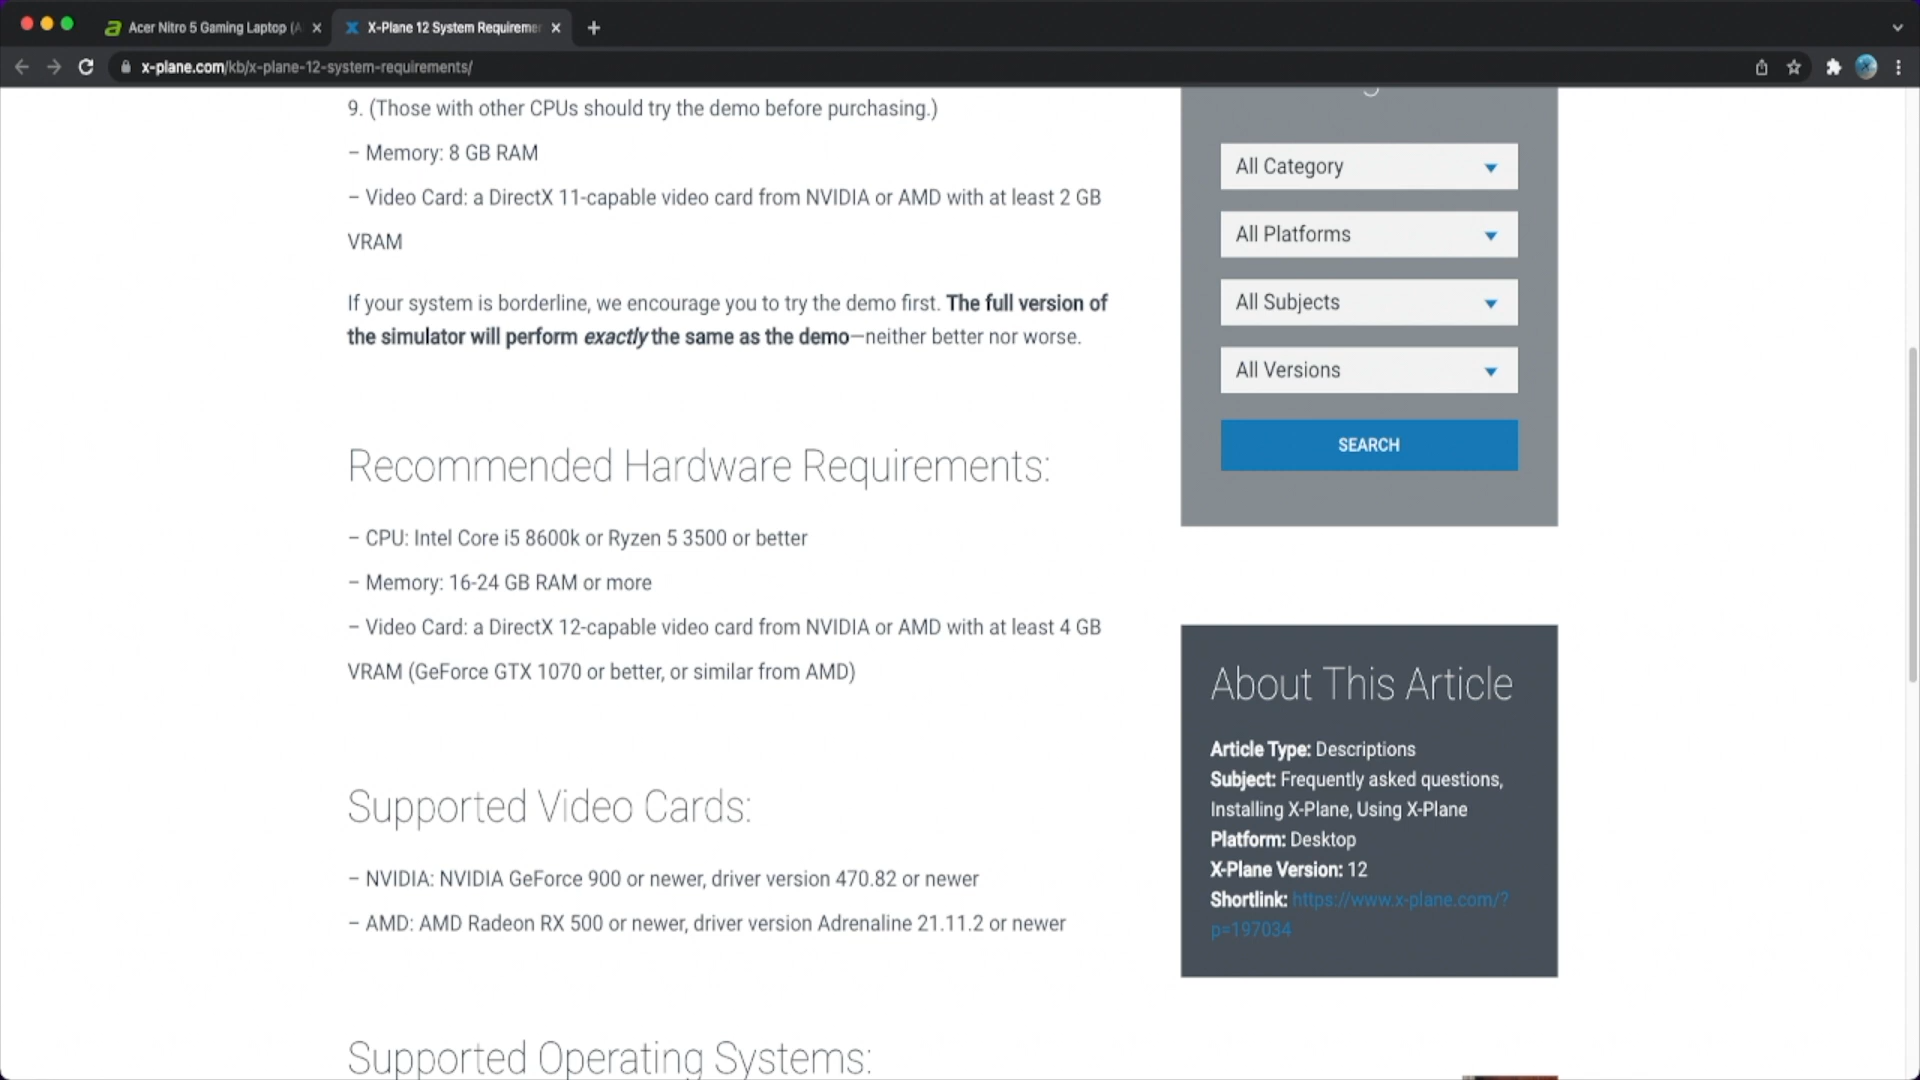 Acer Nitro 5 Gaming Laptop (A
X-Plane 12 System Requireme
x-plane.com/kb/x-plane-12-system-requirements/
9. (Those with other CPUs should try the demo before purchasing.)
– Memory: 8 GB RAM
– Video Card: a DirectX 11-capable video card from NVIDIA or AMD with at least 2 GB
VRAM
If your system is borderline, we encourage you to try the demo first. The full version of
the simulator will perform exactly the same as the demo—neither better nor worse.
Recommended Hardware Requirements:
– CPU: Intel Core i5 8600k or Ryzen 5 3500 or better
– Memory: 16-24 GB RAM or more
– Video Card: a DirectX 12-capable video card from NVIDIA or AMD with at least 4 GB
VRAM (GeForce GTX 1070 or better, or similar from AMD)
Supported Video Cards:
– NVIDIA: NVIDIA GeForce 900 or newer, driver version 470.82 or newer
– AMD: AMD Radeon RX 500 or newer, driver version Adrenaline 21.11.2 or newer
Supported Operating Systems:
All Category
All Platforms
All Subjects
All Versions
SEARCH
About This Article
Article Type: Descriptions
Subject: Frequently asked questions,
Installing X-Plane, Using X-Plane
Platform: Desktop
X-Plane Version: 12
Shortlink: https://www.x-plane.com/?
p=197034